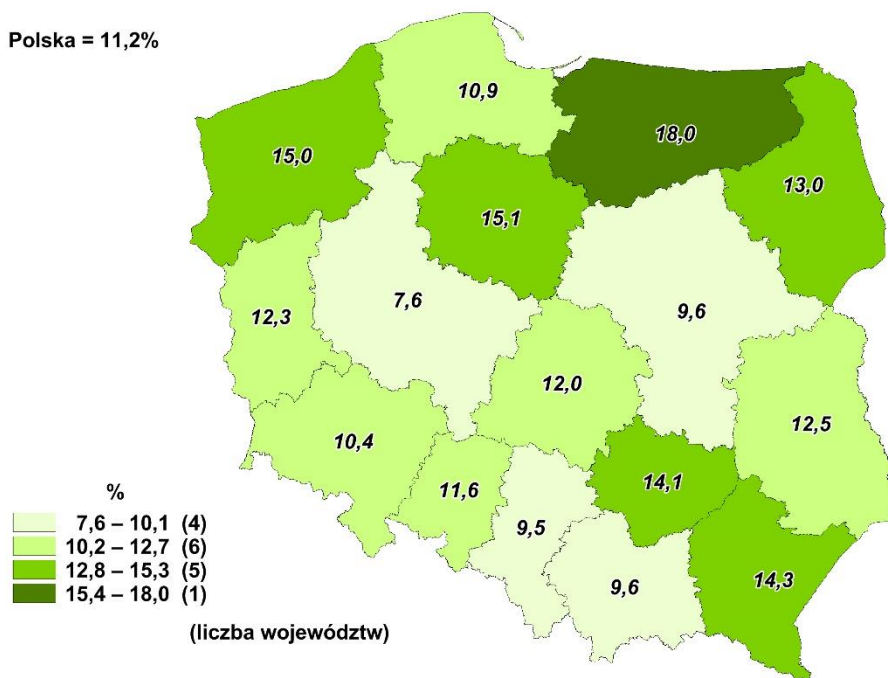 Polska = 11,2%
10,9
18,0
15,0
13,0
15,1
7,6
9,6
12,3
12,0
12,5
10,4
11,6
14,1
9,5
9,6
14,3
%
7,6 – 10,1 (4)
10,2 – 12,7 (6)
12,8 – 15,3 (5)
15,4 – 18,0 (1)
(liczba województw)